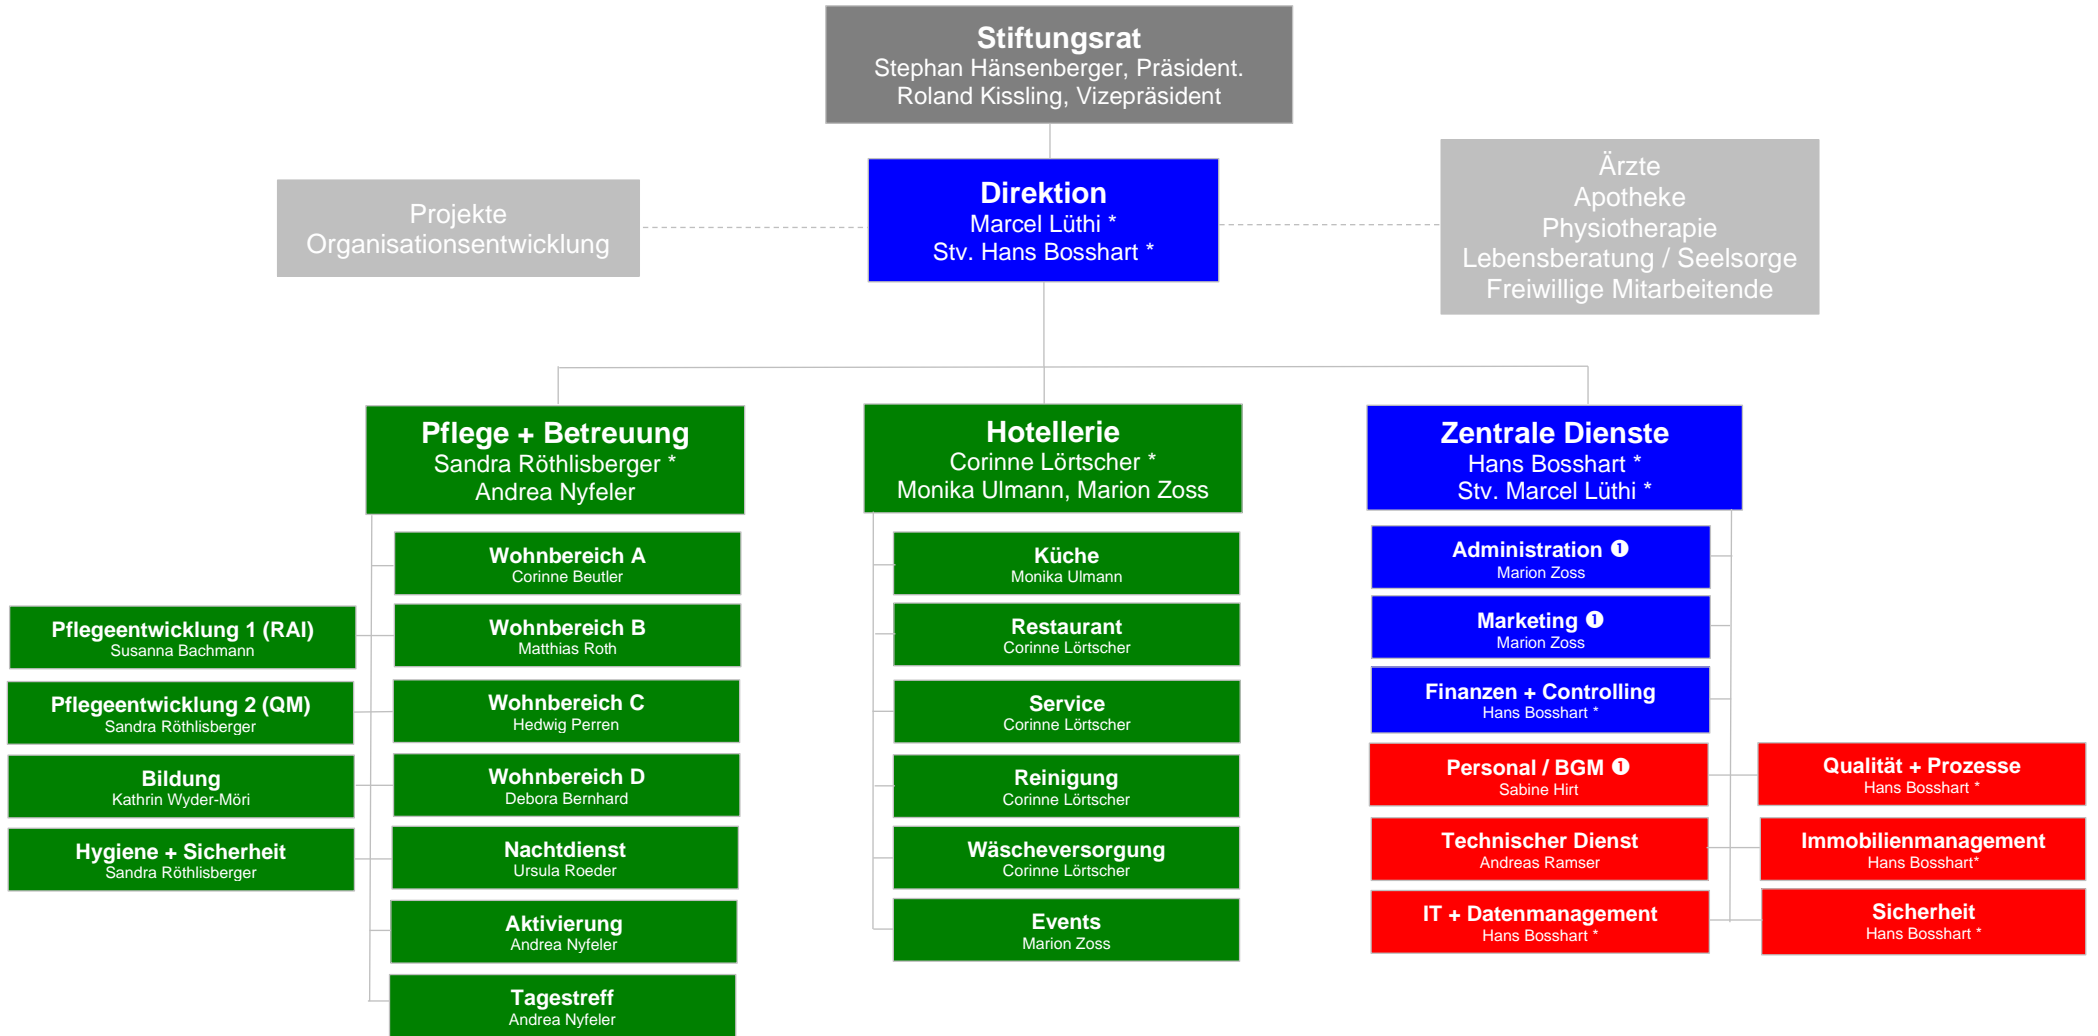 Stiftungsrat
Stephan Hänsenberger, Präsident.
Roland Kissling, Vizepräsident
Projekte
Organisationsentwicklung
Direktion
Marcel Lüthi *
Stv. Hans Bosshart *
Ärzte
Apotheke
Physiotherapie
Lebensberatung / Seelsorge
Freiwillige Mitarbeitende
Pflege + Betreuung
Sandra Röthlisberger *
Andrea Nyfeler
Pflegeentwicklung 1 (RAI)
Susanna Bachmann
Pflegeentwicklung 2 (QM)
Sandra Röthlisberger
Bildung
Kathrin Wyder-Möri
Hygiene + Sicherheit
Sandra Röthlisberger
Wohnbereich A
Corinne Beutler
Wohnbereich B
Matthias Roth
Wohnbereich C
Hedwig Perren
Wohnbereich D
Debora Bernhard
Nachtdienst
Ursula Roeder
Aktivierung
Andrea Nyfeler
Tagestreff
Andrea Nyfeler
Hotellerie
Corinne Lörtscher *
Monika Ulmann, Marion Zoss
Küche
Monika Ulmann
Restaurant
Corinne Lörtscher
Service
Corinne Lörtscher
Reinigung
Corinne Lörtscher
Wäscheversorgung
Corinne Lörtscher
Events
Marion Zoss
Zentrale Dienste
Hans Bosshart *
Stv. Marcel Lüthi *
Administration ❶
Marion Zoss
Marketing ❶
Marion Zoss
Finanzen + Controlling
Hans Bosshart *
Personal / BGM ❶
Sabine Hirt
Technischer Dienst
Andreas Ramser
IT + Datenmanagement
Hans Bosshart *
Qualität + Prozesse
Hans Bosshart *
Immobilienmanagement
Hans Bosshart*
Sicherheit
Hans Bosshart *